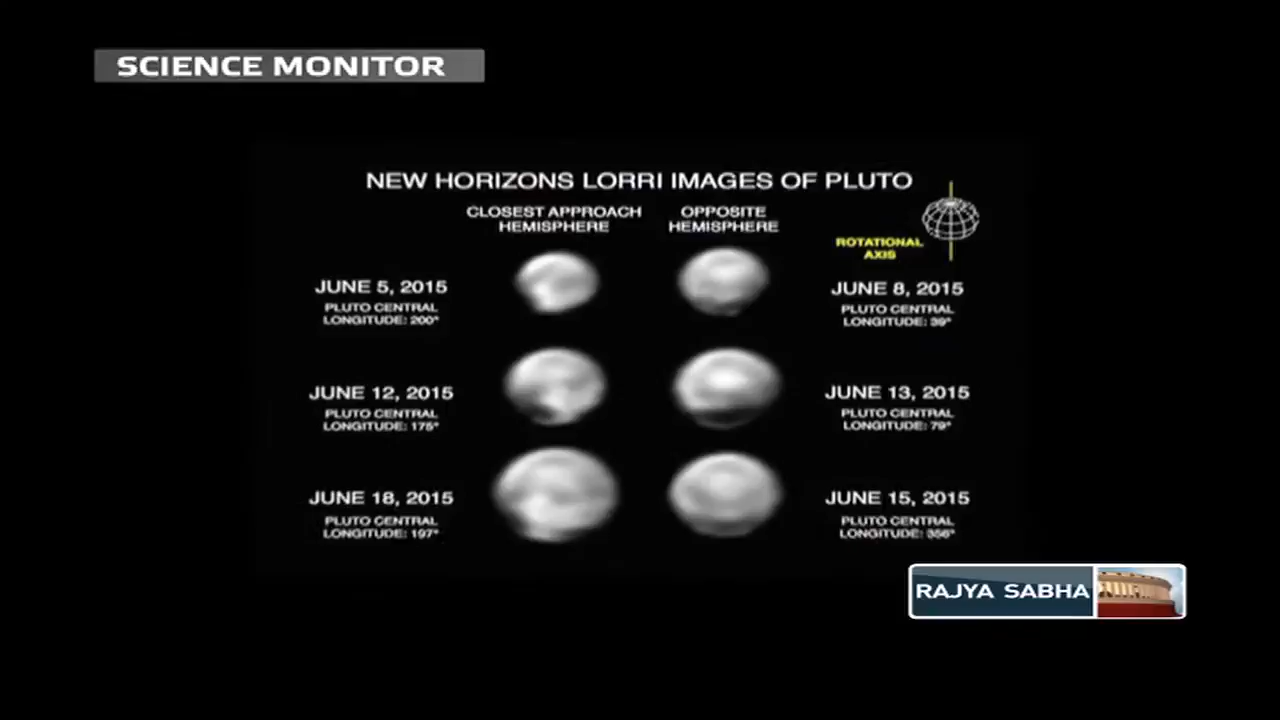 SCIENCE MONITOR
NEW HORIZONS LORRI IMAGES OF PLUTO
CLOSEST APPROACH
HEMISPHERE
OPPOSITE
HEMISPHERE
ROTATIONAL
AXIS
JUNE 5, 2015
PLUTO CENTRAL
LONGITUDE: 200°
JUNE 8, 2015
PLUTO CENTRAL
LONGITUDE: 39°
JUNE 12, 2015
PLUTO CENTRAL
LONGITUDE: 175°
JUNE 13, 2015
PLUTO CENTRAL
LONGITUDE: 79°
JUNE 18, 2015
PLUTO CENTRAL
LONGITUDE: 197°
JUNE 15, 2015
PLUTO CENTRAL
LONGITUDE: 356°
RAJYA SABHA